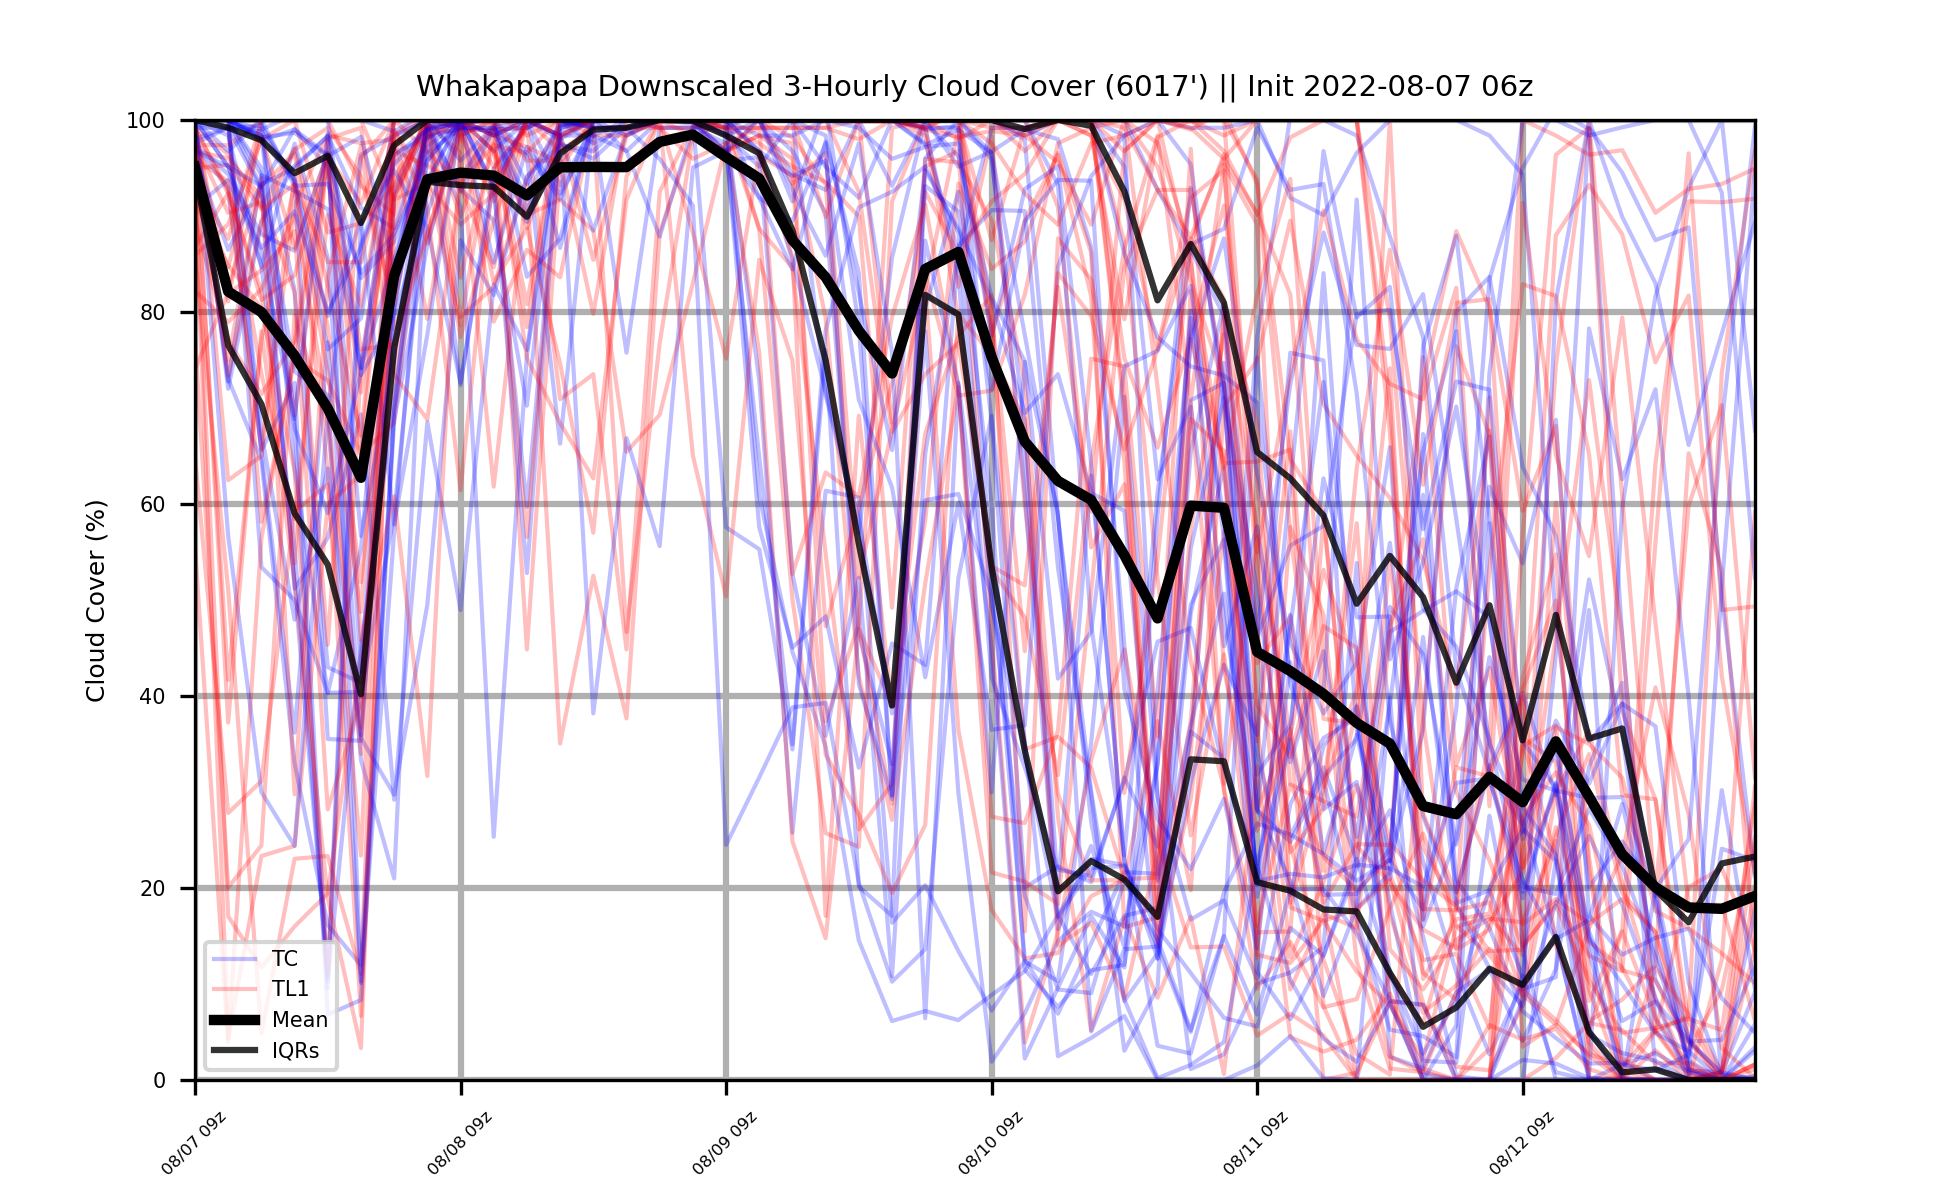 Whakapapa Downscaled 3-Hourly Cloud Cover (6017') || Init 2022-08-07 06z
100
80
60
40
20
0
Cloud Cover (%)
TC
TL1
Mean
IQRs
08/07 09z
08/08 09z
08/09 09z
08/10 09z
08/11 09z
08/12 09z